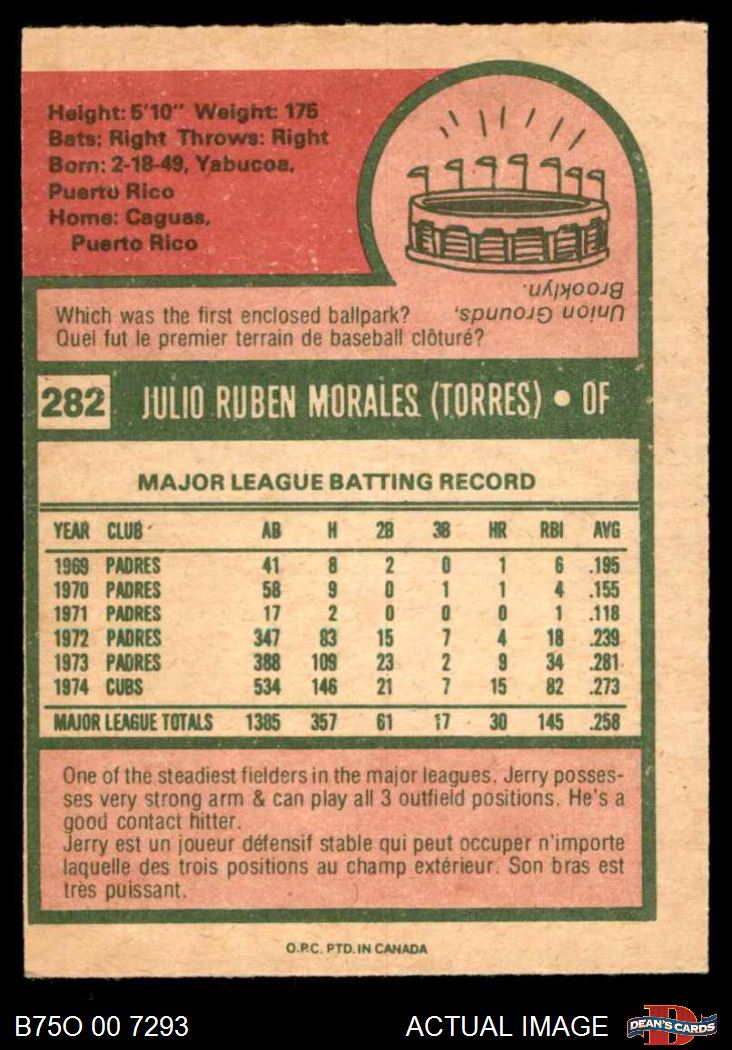 Height: 5'10" Weight: 175
Bats: Right Throws: Right
Born: 2-18-49, Yabucoa,
Puerto Rico
Home: Caguas,
Puerto Rico
Which was the first enclosed ballpark?
Quel fut le premier terrain de baseball clôturé?
Union Grounds,
Brooklyn.
282 JULIO RUBEN MORALES (TORRES) • OF
MAJOR LEAGUE BATTING RECORD
YEAR CLUB AB H 2B 3B HR RBI AVG
1969 PADRES 41 8 2 0 1 6 .195
1970 PADRES 58 9 0 1 1 4 .155
1971 PADRES 17 2 0 0 0 1 .118
1972 PADRES 347 83 15 7 4 18 .239
1973 PADRES 388 109 23 2 9 34 .281
1974 CUBS 534 146 21 7 15 82 .273
MAJOR LEAGUE TOTALS 1385 357 61 17 30 145 .258
One of the steadiest fielders in the major leagues, Jerry posses-
ses very strong arm & can play all 3 outfield positions. He's a
good contact hitter.
Jerry est un joueur défensif stable qui peut occuper n'importe
laquelle des trois positions au champ extérieur. Son bras est
très puissant.
O.P.C. PTD. IN CANADA
B75O 00 7293 ACTUAL IMAGE DEAN'S CARDS